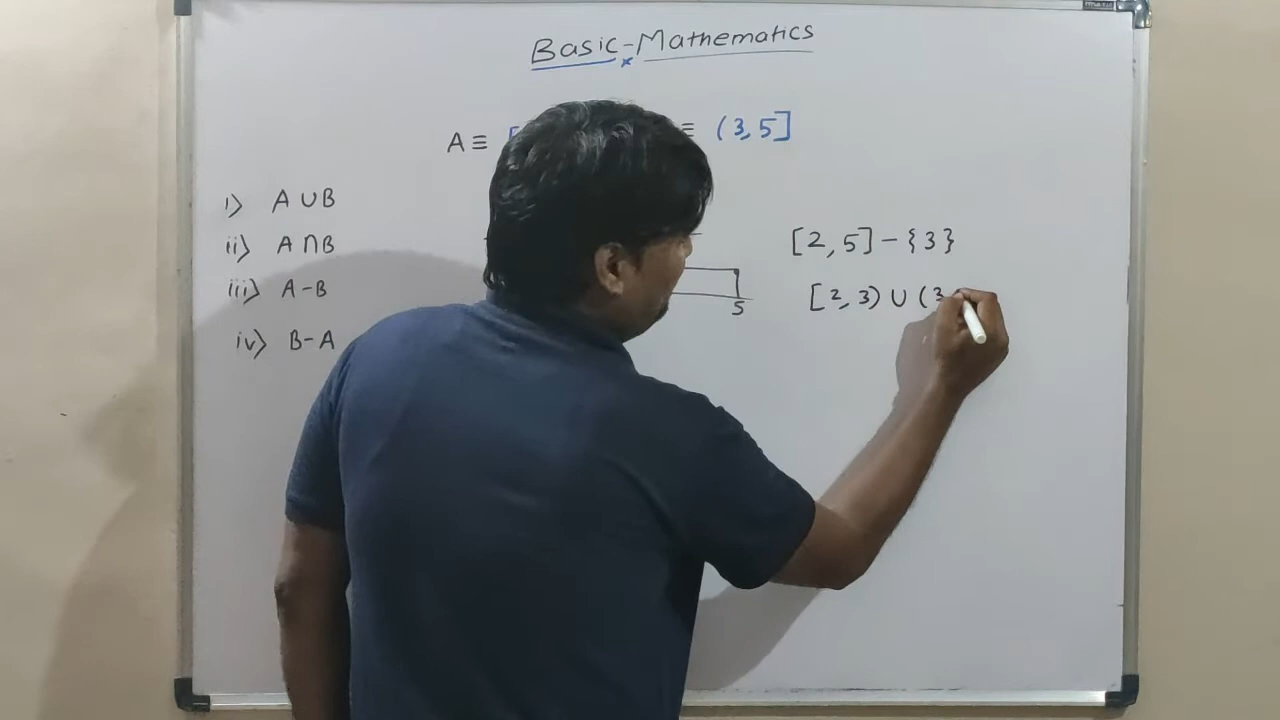 Basic-Mathematics
A ≡ [ ≡ (3,5]
i) A ∪ B
ii) A ∩ B
iii) A-B
iv) B-A
[2,5] - {3}
[2,3) ∪ (3
5